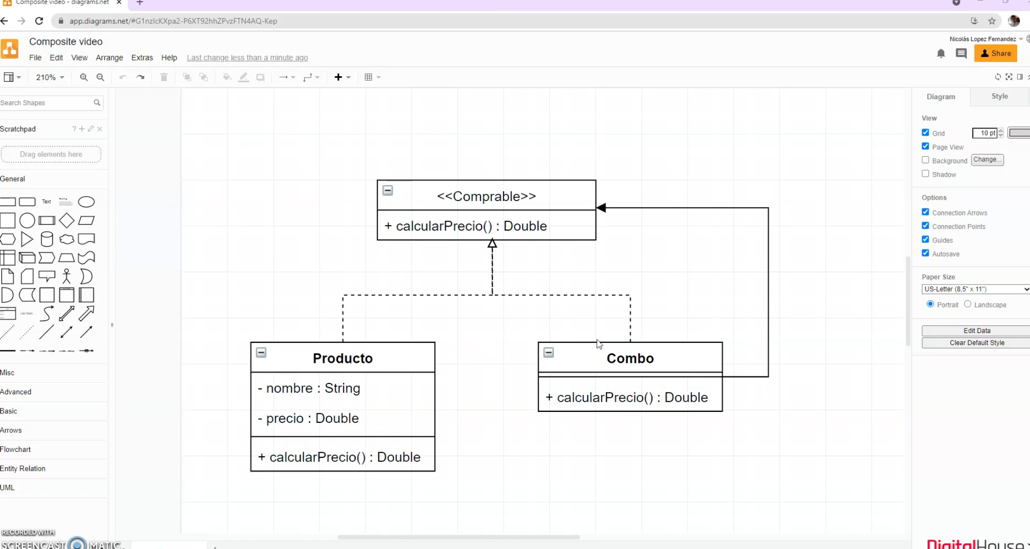 Composite video - diagrams.net
app.diagrams.net/#G1nzIcKXpa2-P6XT92hhZPvzFTN4AQ-Kep
Composite video
Nicolás Lopez Fernandez
File Edit View Arrange Extras Help Last change less than a minute ago
Share
210%
Search Shapes
Scratchpad
Drag elements here
General
Text
Misc
Advanced
Basic
Arrows
Flowchart
Entity Relation
UML
RECORDED WITH
SCREENCAST MATIC
<<Comprable>>
+ calcularPrecio() : Double
Producto
- nombre : String
- precio : Double
+ calcularPrecio() : Double
Combo
+ calcularPrecio() : Double
Diagram Style
View
Grid 10 pt
Page View
Background Change...
Shadow
Options
Connection Arrows
Connection Points
Guides
Autosave
Paper Size
US-Letter (8,5" x 11")
Portrait Landscape
Edit Data
Clear Default Style
DigitalHouse